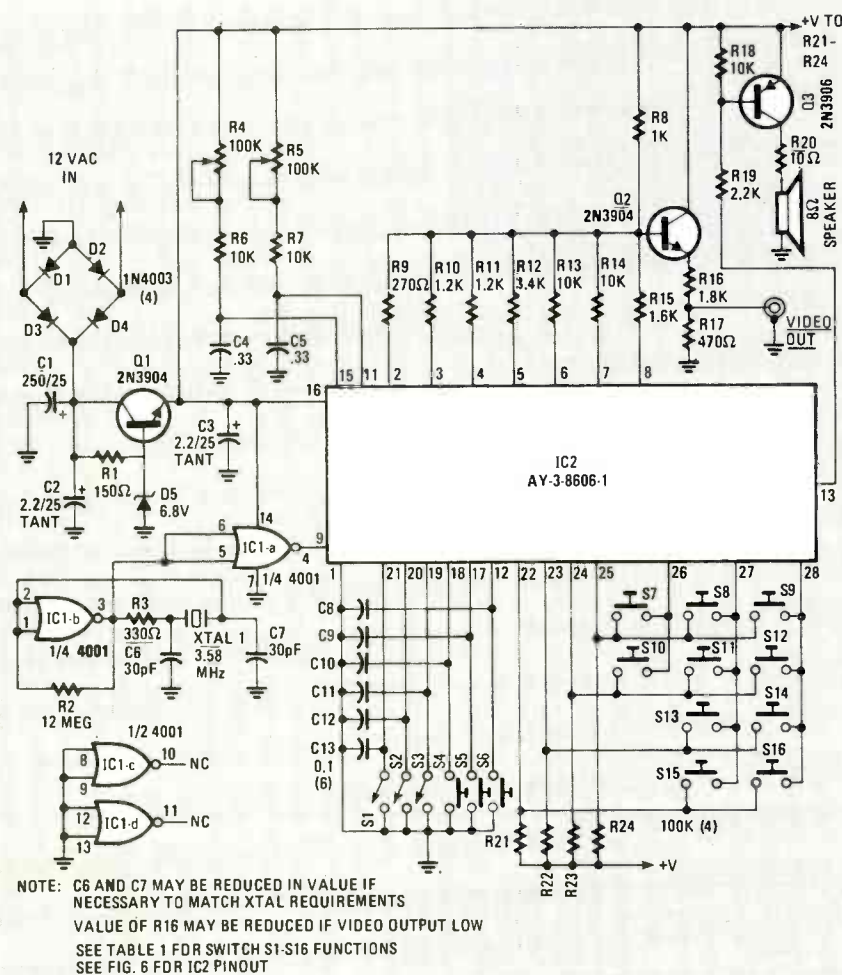 +V TO
R21-
R24
R18
10K
Q3
2N3906
R4
100K
R5
100K
R8
1K
12 VAC
IN
R20
10Ω
R19
2.2K
8Ω
SPEAKER
Q2
2N3904
D1
D2
1N4003
(4)
D3
D4
R6
10K
R7
10K
R9
270Ω
R10
1.2K
R11
1.2K
R12
3.4K
R13
10K
R14
10K
R15
1.6K
R16
1.8K
R17
470Ω
VIDEO
OUT
C1
250/25
+
Q1
2N3904
C4
.33
C5
.33
16
15
11
2
3
4
5
6
7
8
C3
2.2/25
TANT
+
R1
150Ω
C2
2.2/25
TANT
+
D5
6.8V
IC2
AY-3-8606-1
13
14
6
5
IC1-a
4
9
7
1/4 4001
1
21
20
19
18
17
12
22
23
24
25
26
27
28
2
1
IC1-b
3
1/4 4001
R3
330Ω
C6
30pF
XTAL 1
3.58
MHz
C7
30pF
R2
12 MEG
C8
C9
C10
C11
C12
C13
0.1
(6)
S1
S2
S3
S4
S5
S6
S7
S8
S9
S10
S11
S12
S13
S14
S15
S16
1/2 4001
8
9
IC1-c
10
NC
12
13
IC1-d
11
NC
R21
R22
R23
R24
100K (4)
+V
NOTE: C6 AND C7 MAY BE REDUCED IN VALUE IF
NECESSARY TO MATCH XTAL REQUIREMENTS
VALUE OF R16 MAY BE REDUCED IF VIDEO OUTPUT LOW
SEE TABLE 1 FOR SWITCH S1-S16 FUNCTIONS
SEE FIG. 6 FOR IC2 PINOUT